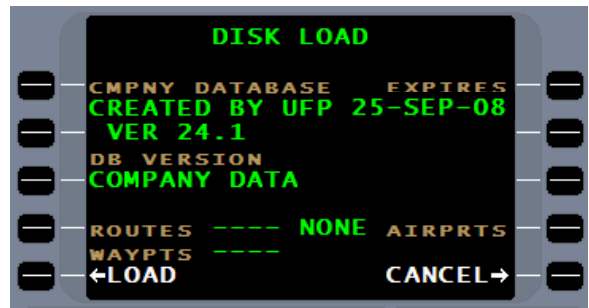 DISK LOAD
CMPNY DATABASE EXPIRES
CREATED BY UFP 25-SEP-08
VER 24.1
DB VERSION
COMPANY DATA
ROUTES ---- NONE AIRPRTS
WAYPTS ----
←LOAD CANCEL→